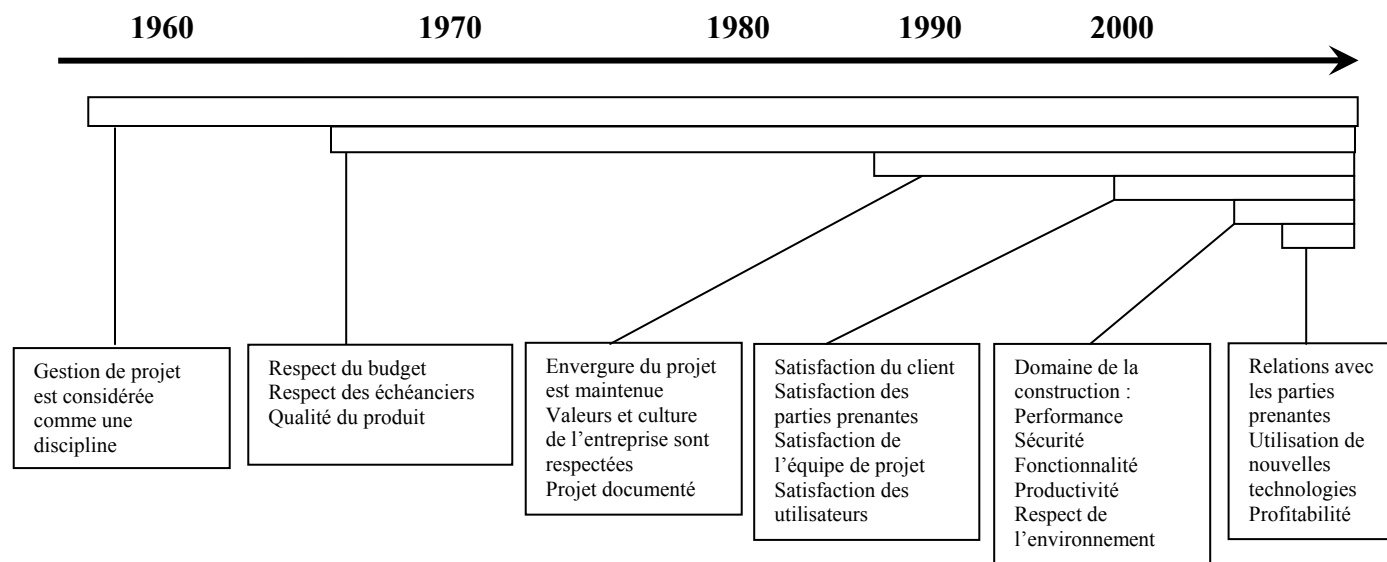 1960 1970 1980 1990 2000
Gestion de projet
est considérée
comme une
discipline
Respect du budget
Respect des échéanciers
Qualité du produit
Envergure du projet
est maintenue
Valeurs et culture
de l’entreprise sont
respectées
Projet documenté
Satisfaction du client
Satisfaction des
parties prenantes
Satisfaction de
l’équipe de projet
Satisfaction des
utilisateurs
Domaine de la
construction :
Performance
Sécurité
Fonctionnalité
Productivité
Respect de
l’environnement
Relations avec
les parties
prenantes
Utilisation de
nouvelles
technologies
Profitabilité